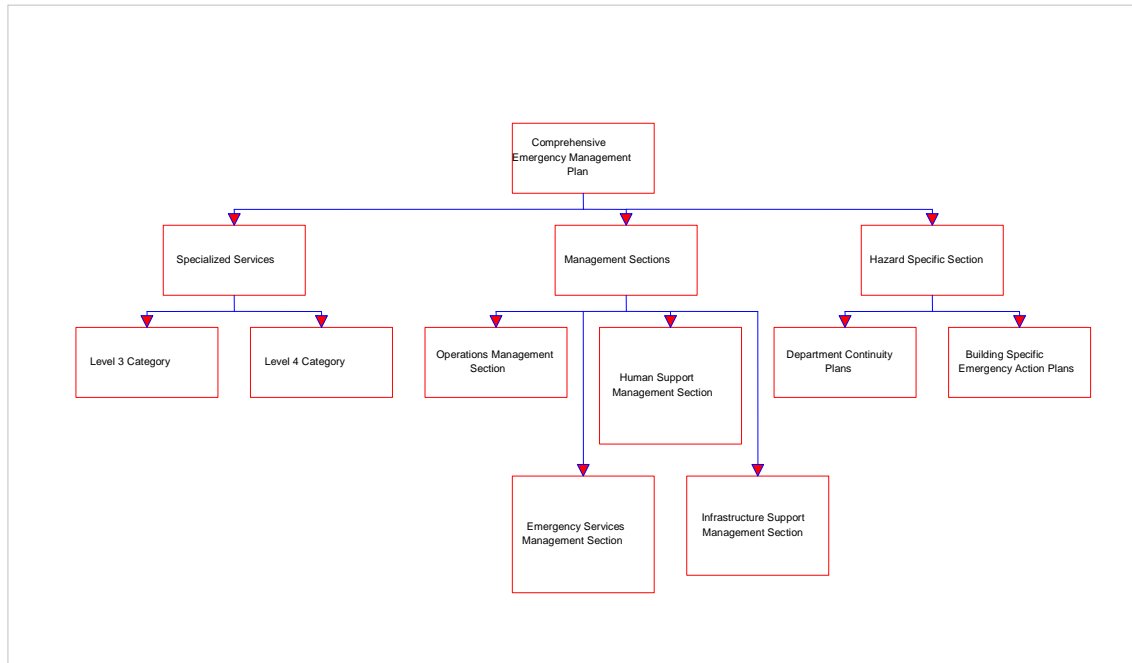 Comprehensive
Emergency Management
Plan
Specialized Services
Management Sections
Hazard Specific Section
Level 3 Category
Level 4 Category
Operations Management
Section
Human Support
Management Section
Department Continuity
Plans
Building Specific
Emergency Action Plans
Emergency Services
Management Section
Infrastructure Support
Management Section